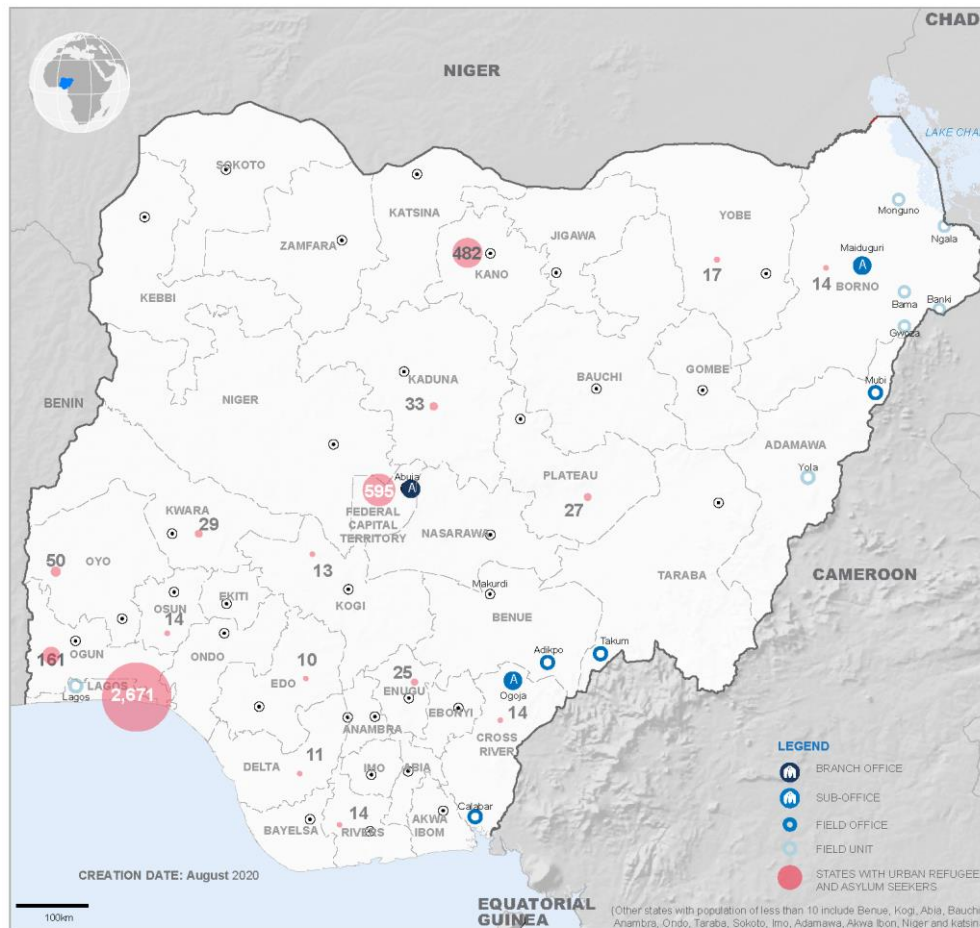 CHAD
NIGER
LAKE CHA
SOKOTO
KATSINA
YOBE
Monguno
JIGAWA
Ngala
ZAMFARA
482
KANO
Maiduguri
17
14
BORNO
KEBBI
Bama
Banki
Gwoza
KADUNA
BAUCHI
GOMBE
Mubi
NIGER
33
BENIN
ADAMAWA
Yola
PLATEAU
595
Abuja
27
FEDERAL
CAPITAL
TERRITORY
KWARA
29
NASARAWA
50
OYO
13
TARABA
CAMEROON
KOGI
Makurdi
OSUN
EKITI
14
BENUE
161
OGUN
ONDO
Adikpo
Takum
10
EDO
25
ENUGU
LAGOS
Lagos
2,671
Ogoja
EBONYI
14
ANAMBRA
CROSS
RIVER
11
DELTA
IMO
ABIA
LEGEND
BRANCH OFFICE
SUB-OFFICE
FIELD OFFICE
FIELD UNIT
STATES WITH URBAN REFUGEE
AND ASYLUM SEEKERS
14
RIVERS
BAYELSA
AKWA
IBOM
Calabar
CREATION DATE: August 2020
100km
EQUATORIAL
GUINEA
(Other states with population of less than 10 include Benue, Kogi, Abia, Bauchi
Anambra, Ondo, Taraba, Sokoto, Imo, Adamawa, Akwa Ibon, Niger and katsin